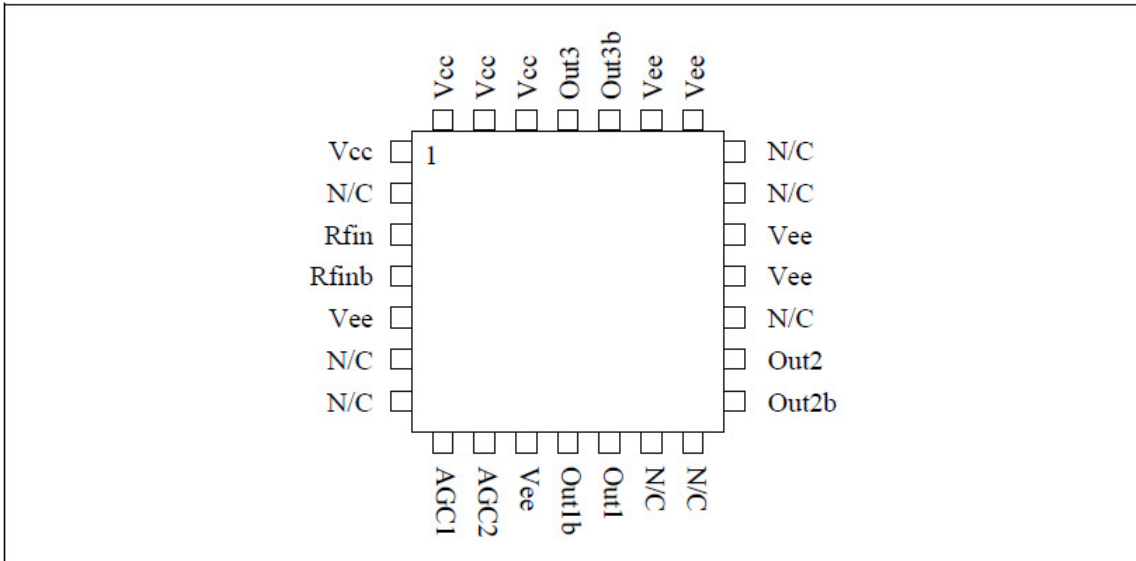 Vcc
Vcc
Vcc
Out3
Out3b
Vee
Vee
Vcc
1
N/C
N/C
N/C
Rfin
Vee
Rfinb
Vee
Vee
N/C
N/C
Out2
N/C
Out2b
AGC1
AGC2
Vee
Out1b
Out1
N/C
N/C